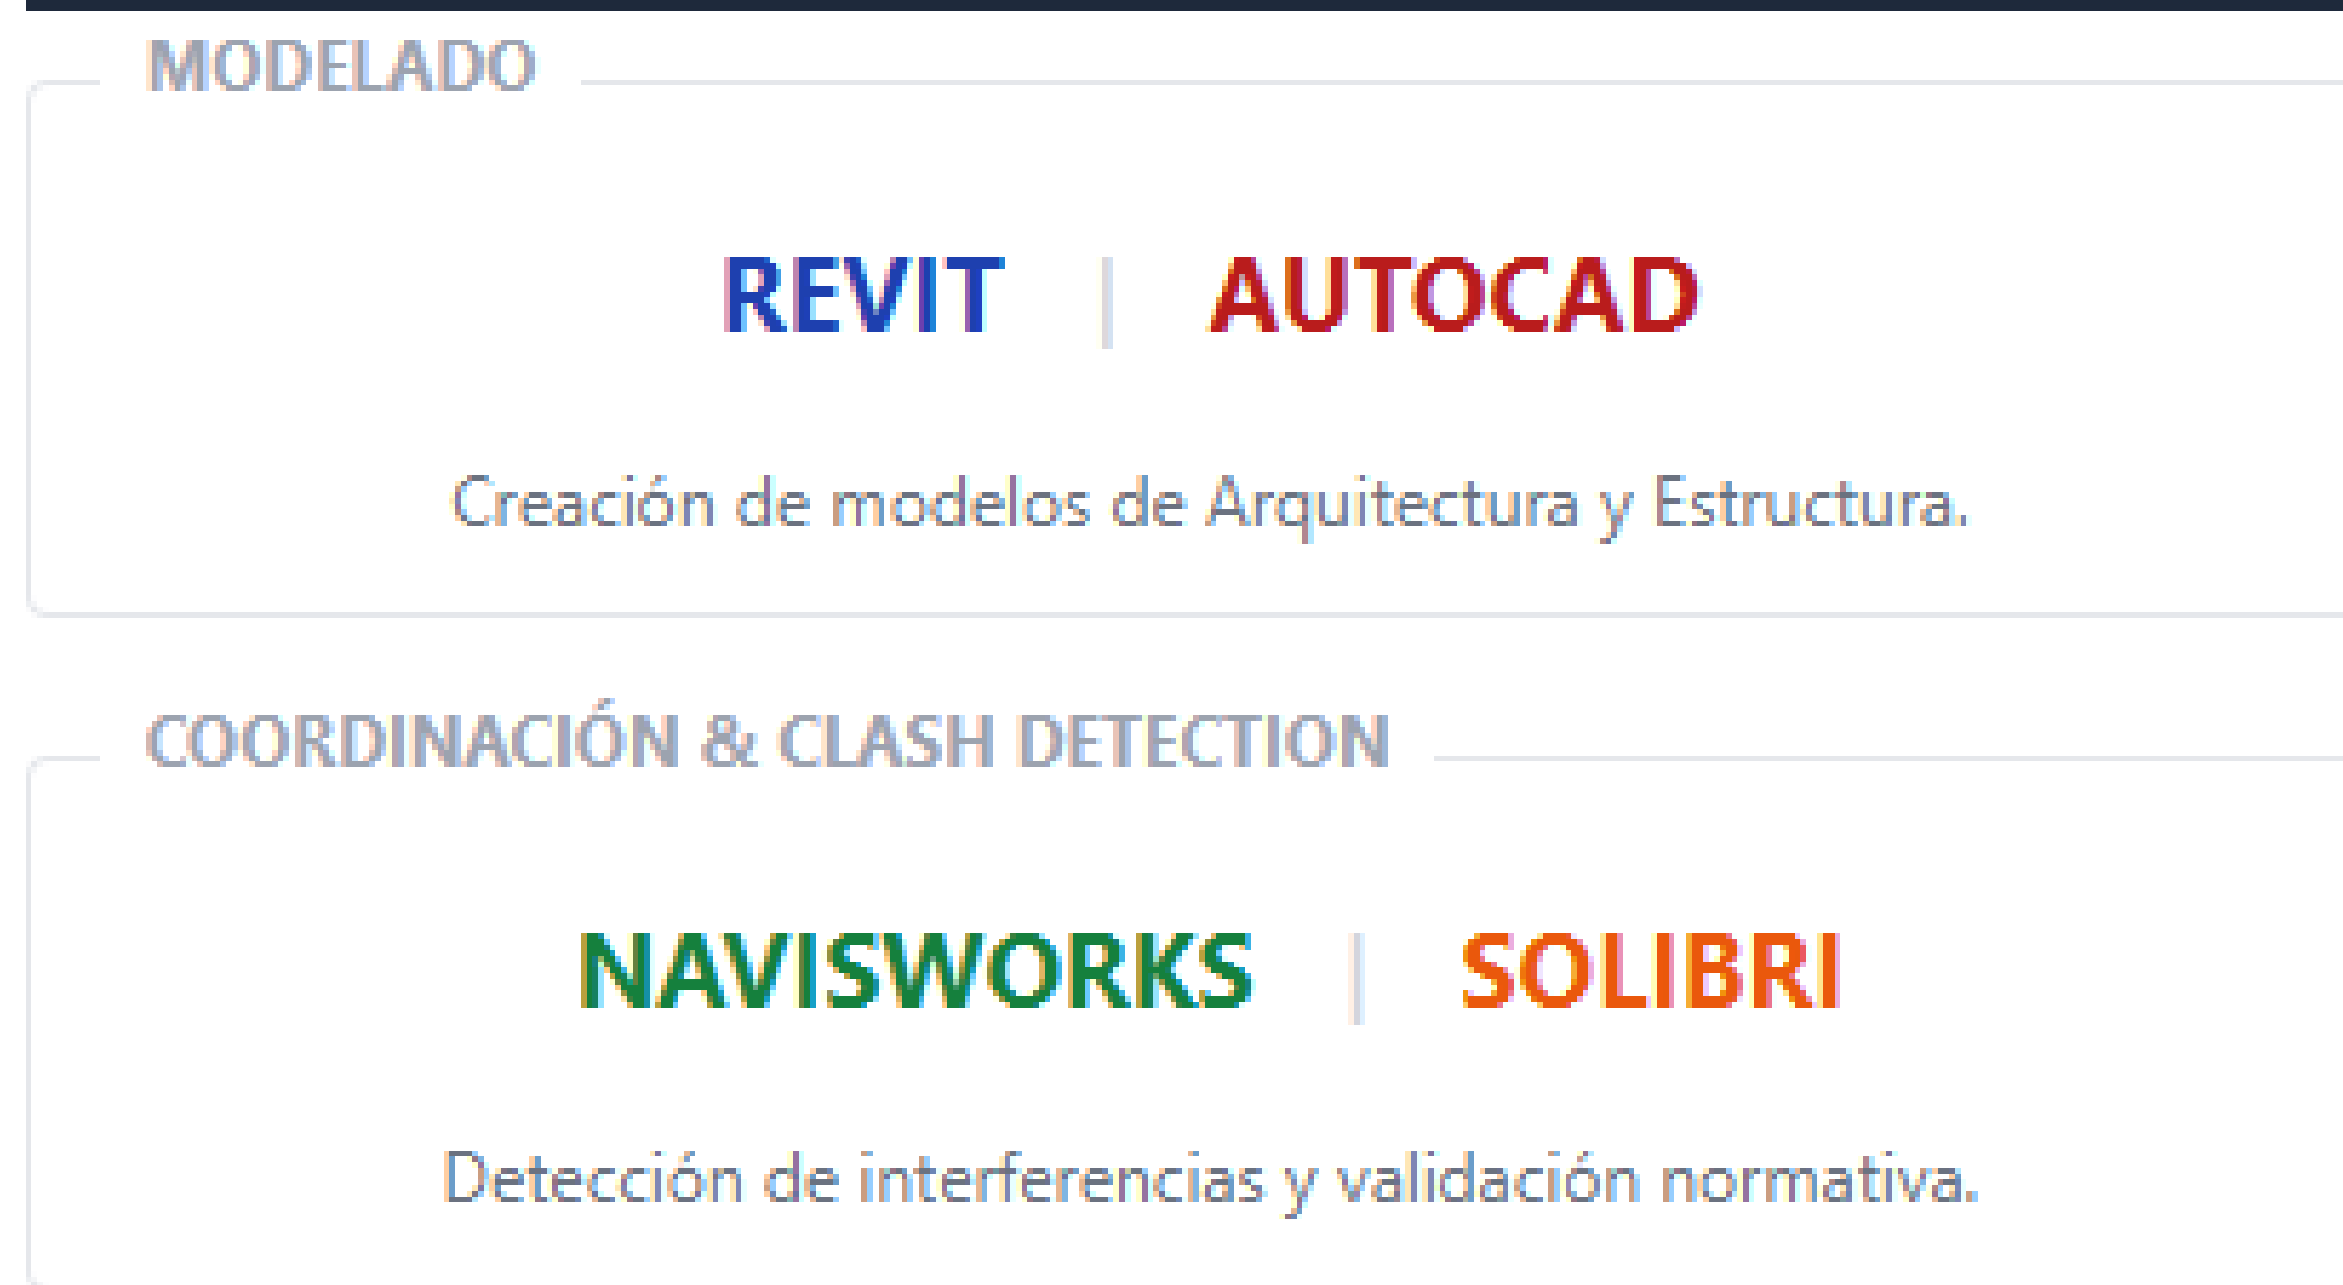 MODELADO
REVIT | AUTOCAD
Creación de modelos de Arquitectura y Estructura.
COORDINACIÓN & CLASH DETECTION
NAVISWORKS | SOLIBRI
Detección de interferencias y validación normativa.